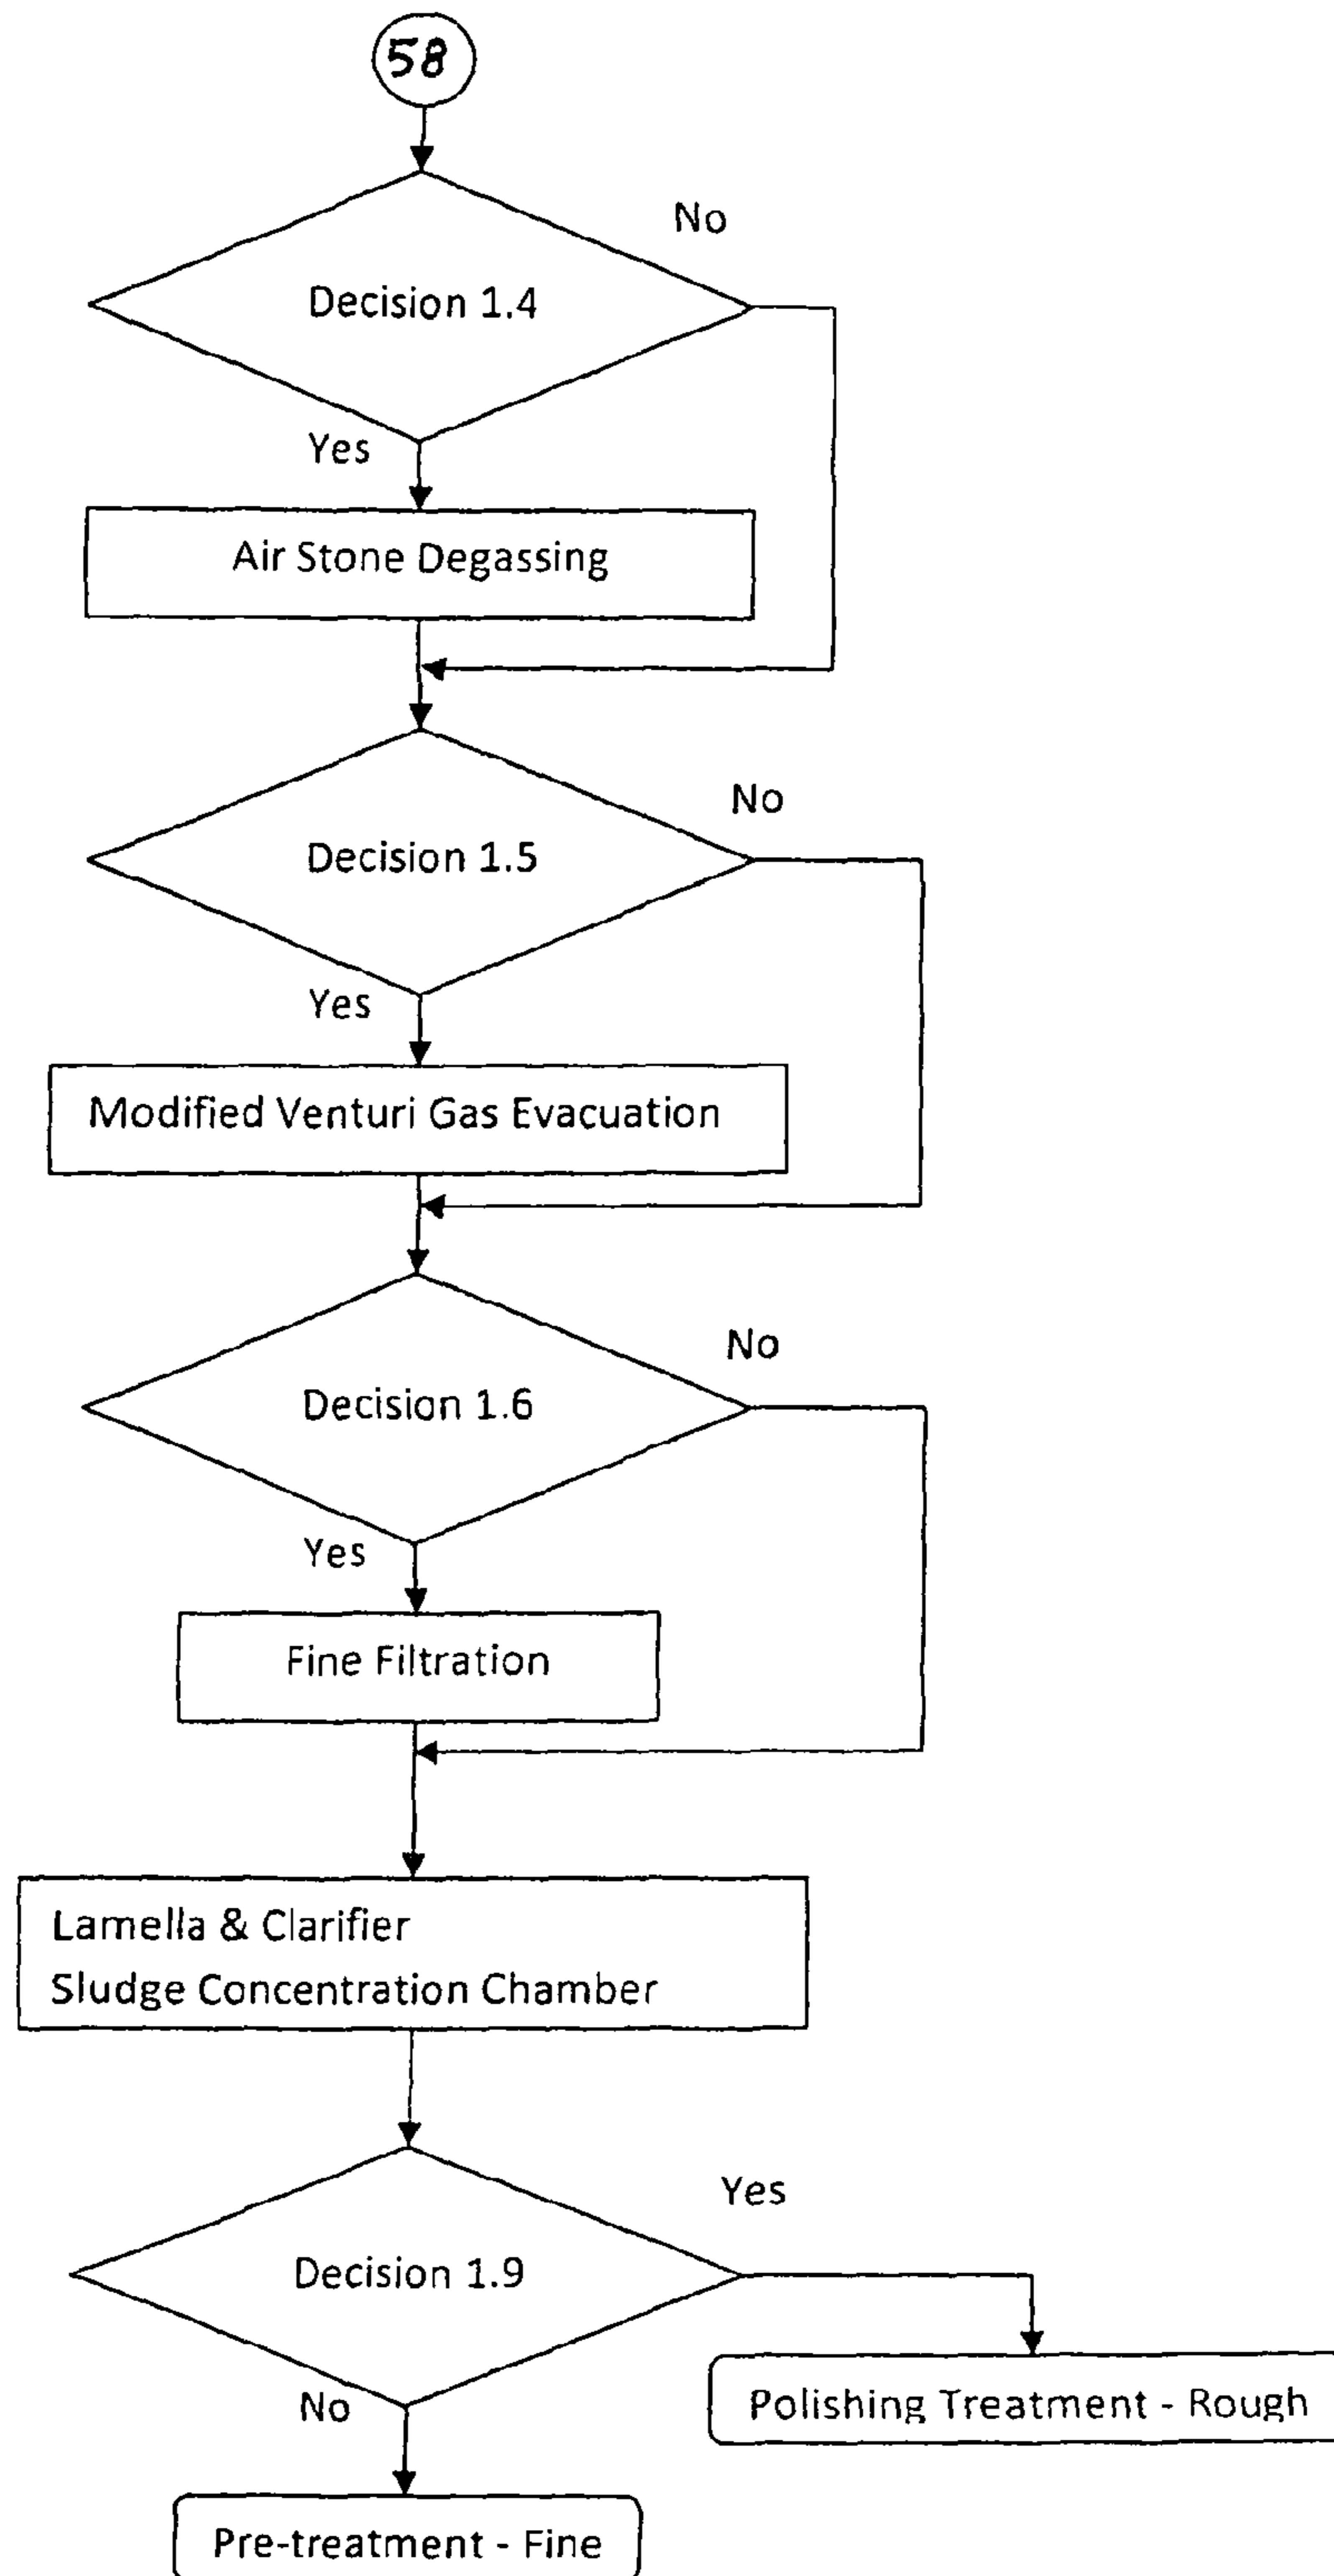 58
No
Decision 1.4
Yes
Air Stone Degassing
No
Decision 1.5
Yes
Modified Venturi Gas Evacuation
No
Decision 1.6
Yes
Fine Filtration
Lamella & Clarifier
Sludge Concentration Chamber
Yes
Decision 1.9
No
Polishing Treatment - Rough
Pre-treatment - Fine